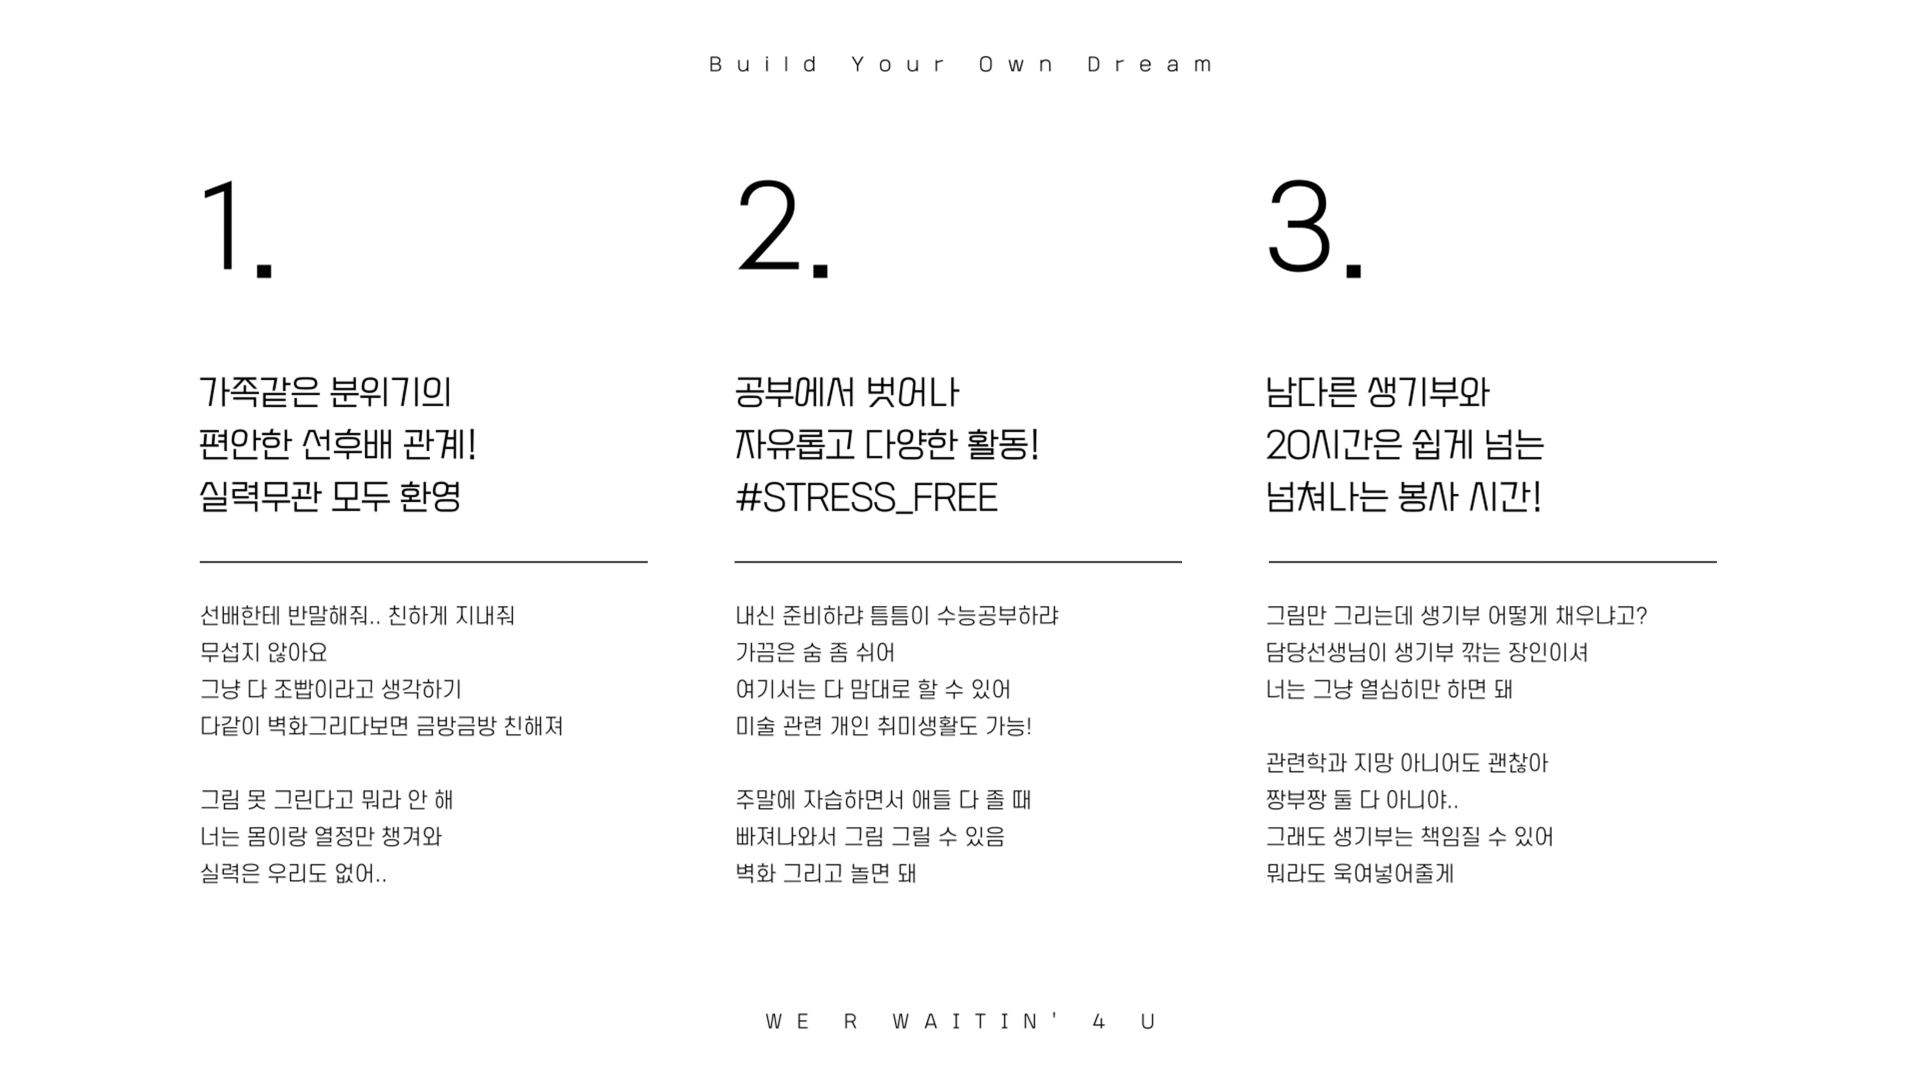 Build Your Own Dream
1.
가족같은 분위기의
편안한 선후배 관계!
실력무관 모두 환영
선배한테 반말해줘.. 친하게 지내줘
무섭지 않아요
그냥 다 조빱이라고 생각하기
다같이 벽화그리다보면 금방금방 친해져
그림 못 그린다고 뭐라 안 해
너는 몸이랑 열정만 챙겨와
실력은 우리도 없어..
2.
공부에서 벗어나
자유롭고 다양한 활동!
#STRESS_FREE
내신 준비하랴 틈틈이 수능공부하랴
가끔은 숨 좀 쉬어
여기서는 다 맘대로 할 수 있어
미술 관련 개인 취미생활도 가능!
주말에 자습하면서 애들 다 졸 때
빠져나와서 그림 그릴 수 있음
벽화 그리고 놀면 돼
3.
남다른 생기부와
20시간은 쉽게 넘는
넘쳐나는 봉사 시간!
그림만 그리는데 생기부 어떻게 채우냐고?
담당선생님이 생기부 깎는 장인이셔
너는 그냥 열심히만 하면 돼
관련학과 지망 아니어도 괜찮아
짱부짱 둘 다 아니야..
그래도 생기부는 책임질 수 있어
뭐라도 욱여넣어줄게
WE R WAITIN' 4 U